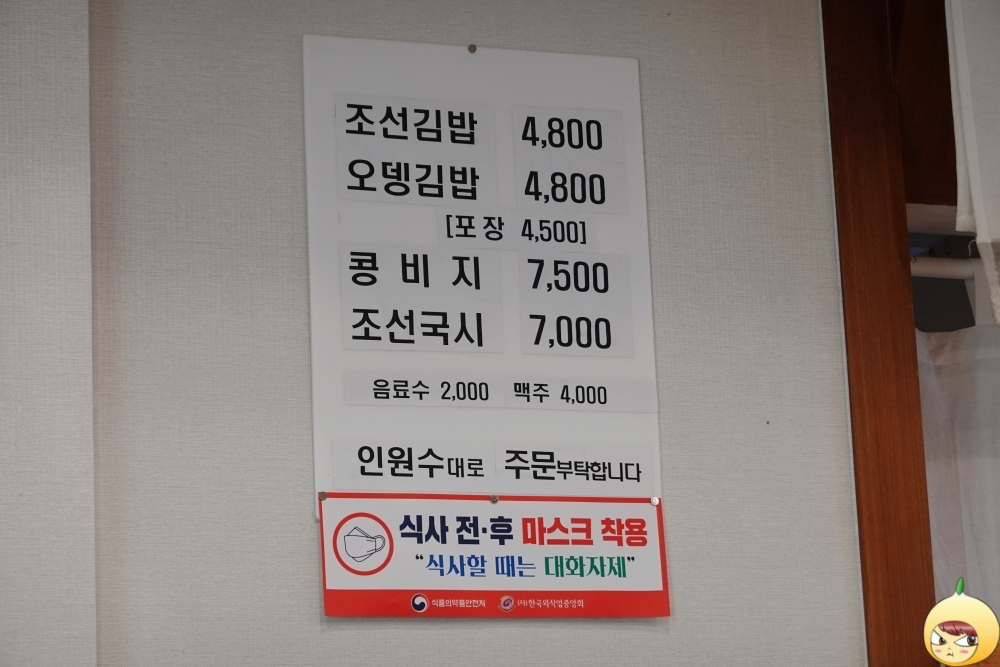 조선김밥 4,800
오뎅김밥 4,800
[포장 4,500]
콩비지 7,500
조선국시 7,000
음료수 2,000 맥주 4,000
인원수대로 주문부탁합니다
식사 전·후 마스크 착용
“식사할 때는 대화자제”
식품의약품안전처 (사)한국외식업중앙회